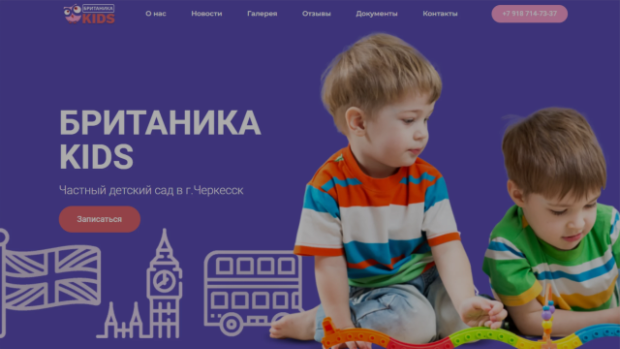 БРИТАНИКА
KIDS
О нас Новости Галерея Отзывы Документы Контакты +7 918 714-73-37
БРИТАНИКА
KIDS
Частный детский сад в г.Черкесск
Записаться